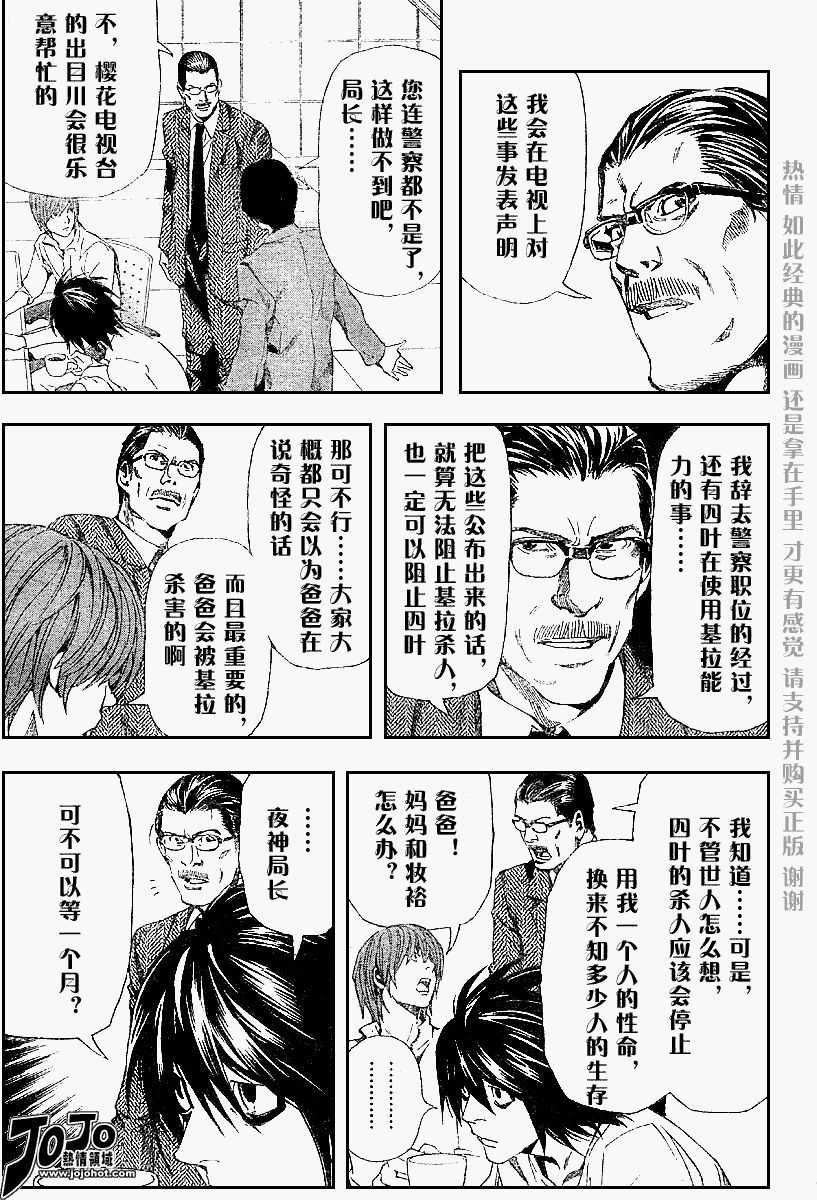 我会在电视上对
这些事发表声明
您连警察都不是了，
这样做不到吧，
局长……
不，樱花电视台
的出目川会很乐
意帮忙的
我辞去警察职位的经过，
还有四叶在使用基拉能
力的事……
把这些公布出来的话，
就算无法阻止基拉杀人，
也一定可以阻止四叶
那可不行……大家大
概都只会以为爸爸在
说奇怪的话
而且最重要的，
爸爸会被基拉
杀害的啊
我知道……可是，
不管世人怎么想，
四叶的杀人应该会停止
用我一个人的性命，
换来不知多少人的生存
爸爸！
妈妈和妆裕
怎么办？
………
………
……
夜神局长
可不可以等一个月？
热情 如此经典的漫画 还是拿在手里 才更有感觉 请支持并购买正版 谢谢
JOJO
熱情領域
www.jojohot.com